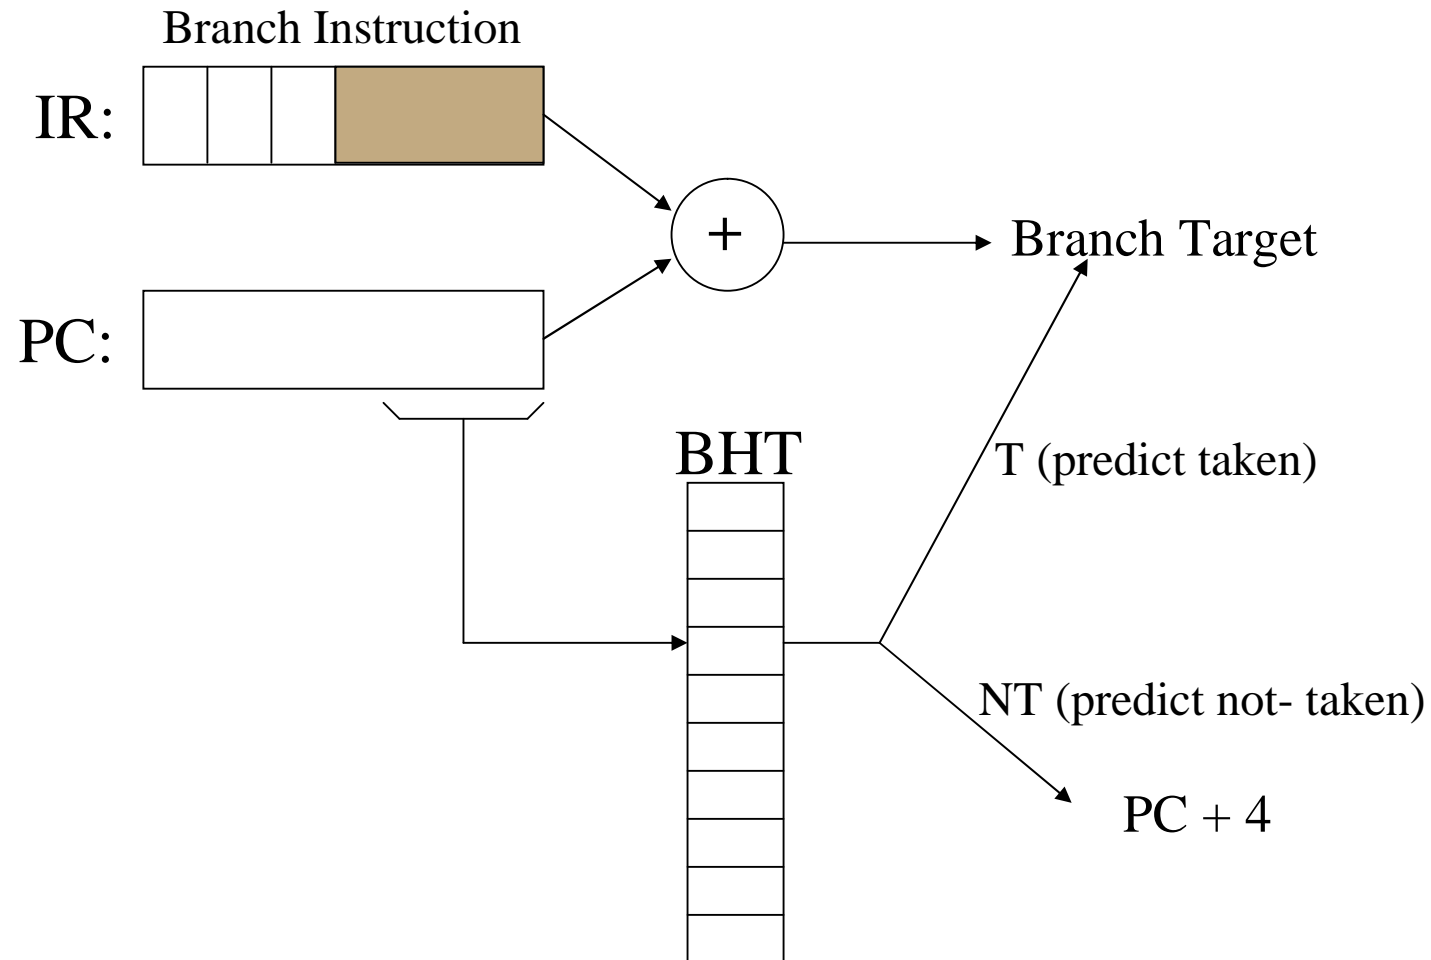 Branch Instruction
IR:
+
Branch Target
PC:
BHT
T (predict taken)
NT (predict not- taken)
PC + 4